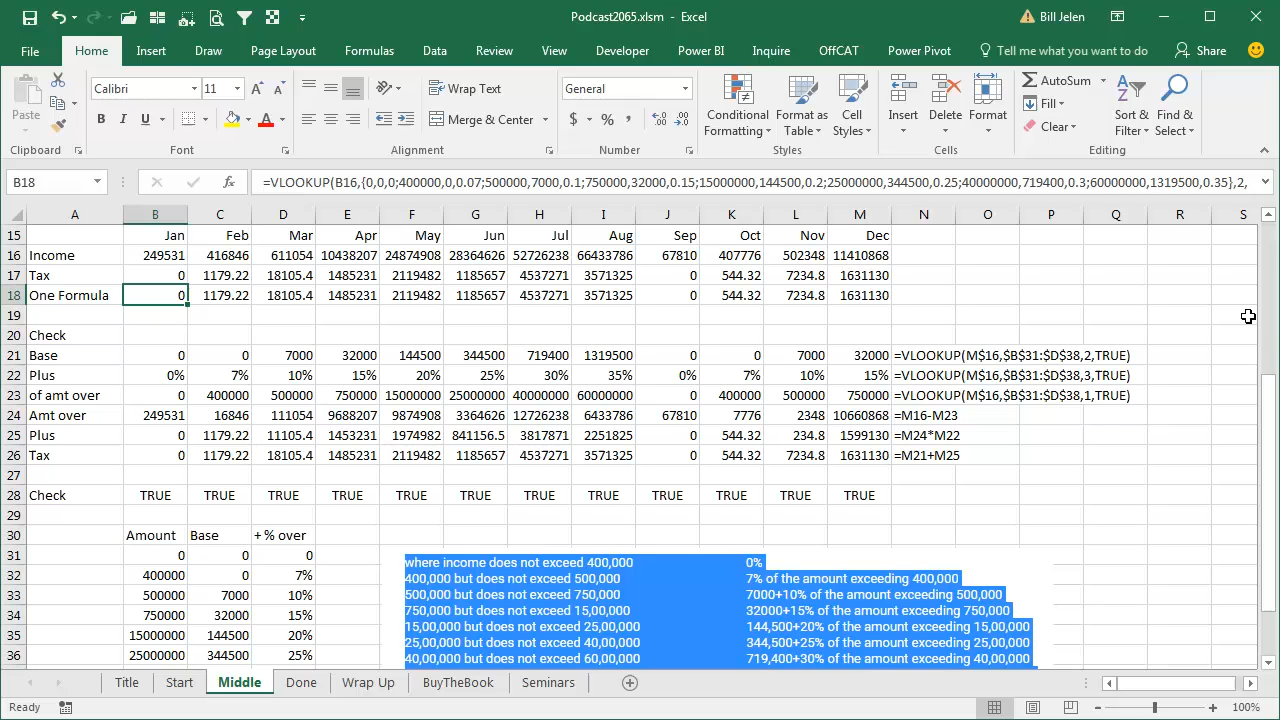 Podcast2065.xlsm - Excel
Bill Jelen
File Home Insert Draw Page Layout Formulas Data Review View Developer Power BI Inquire OffCAT Power Pivot Tell me what you want to do Share
Calibri 11 Wrap Text General AutoSum
Paste B I U A Merge & Center $ % Conditional Formatting Format as Table Cell Styles Insert Delete Format Fill Clear Sort & Filter Find & Select
Clipboard Font Alignment Number Styles Cells Editing
B18 fx =VLOOKUP(B16,{0,0,0;400000,0,0.07;500000,7000,0.1;750000,32000,0.15;15000000,144500,0.2;25000000,344500,0.25;40000000,719400,0.3;60000000,1319500,0.35},2,
A B C D E F G H I J K L M N O P Q R S
15 Jan Feb Mar Apr May Jun Jul Aug Sep Oct Nov Dec
16 Income 249531 416846 611054 10438207 24874908 28364626 52726238 66433786 67810 407776 502348 11410868
17 Tax 0 1179.22 18105.4 1485231 2119482 1185657 4537271 3571325 0 544.32 7234.8 1631130
18 One Formula 0 1179.22 18105.4 1485231 2119482 1185657 4537271 3571325 0 544.32 7234.8 1631130
19
20 Check
21 Base 0 0 7000 32000 144500 344500 719400 1319500 0 0 7000 32000 =VLOOKUP(M$16,$B$31:$D$38,2,TRUE)
22 Plus 0% 7% 10% 15% 20% 25% 30% 35% 0% 7% 10% 15% =VLOOKUP(M$16,$B$31:$D$38,3,TRUE)
23 of amt over 0 400000 500000 750000 15000000 25000000 40000000 60000000 0 400000 500000 750000 =VLOOKUP(M$16,$B$31:$D$38,1,TRUE)
24 Amt over 249531 16846 111054 9688207 9874908 3364626 12726238 6433786 67810 7776 2348 10660868 =M16-M23
25 Plus 0 1179.22 11105.4 1453231 1974982 841156.5 3817871 2251825 0 544.32 234.8 1599130 =M24*M22
26 Tax 0 1179.22 18105.4 1485231 2119482 1185657 4537271 3571325 0 544.32 7234.8 1631130 =M21+M25
27
28 Check TRUE TRUE TRUE TRUE TRUE TRUE TRUE TRUE TRUE TRUE TRUE TRUE
29
30 Amount Base + % over
31 0 0 0
32 400000 0 7%
33 500000 7000 10%
34 750000 32000 15%
35 15000000 144500 20%
36 25000000 344500 25%
where income does not exceed 400,000 0%
400,000 but does not exceed 500,000 7% of the amount exceeding 400,000
500,000 but does not exceed 750,000 7000+10% of the amount exceeding 500,000
750,000 but does not exceed 15,00,000 32000+15% of the amount exceeding 750,000
15,00,000 but does not exceed 25,00,000 144,500+20% of the amount exceeding 15,00,000
25,00,000 but does not exceed 40,00,000 344,500+25% of the amount exceeding 25,00,000
40,00,000 but does not exceed 60,00,000 719,400+30% of the amount exceeding 40,00,000
Title Start Middle Done Wrap Up BuyTheBook Seminars
Ready 100%